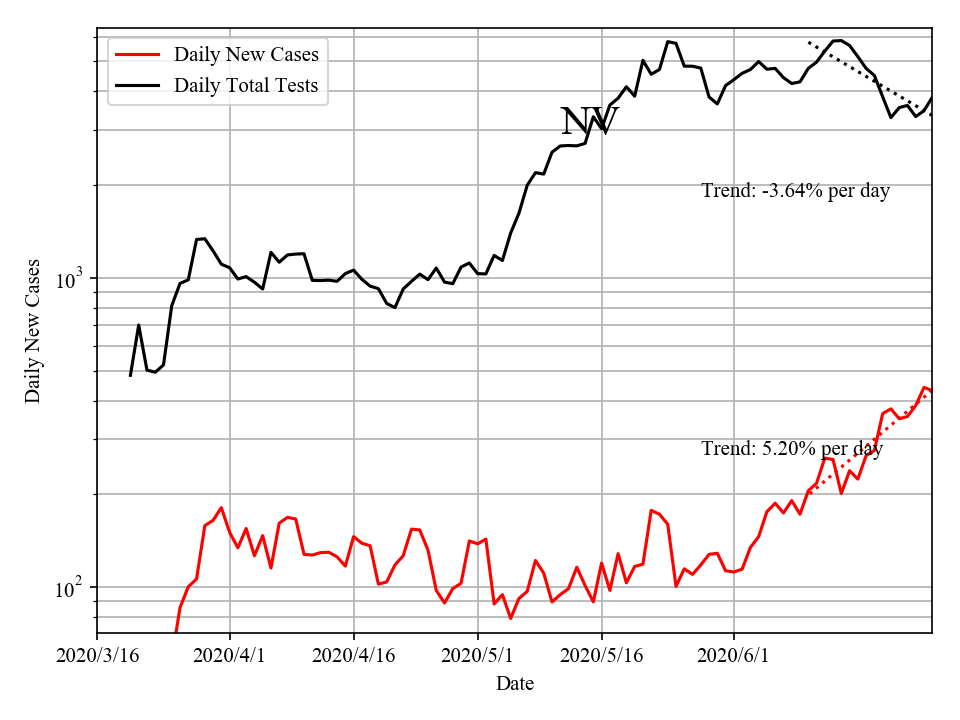 Daily New Cases
Daily Total Tests
NV
Trend: -3.64% per day
Trend: 5.20% per day
Daily New Cases
10³
10²
2020/3/16 2020/4/1 2020/4/16 2020/5/1 2020/5/16 2020/6/1
Date